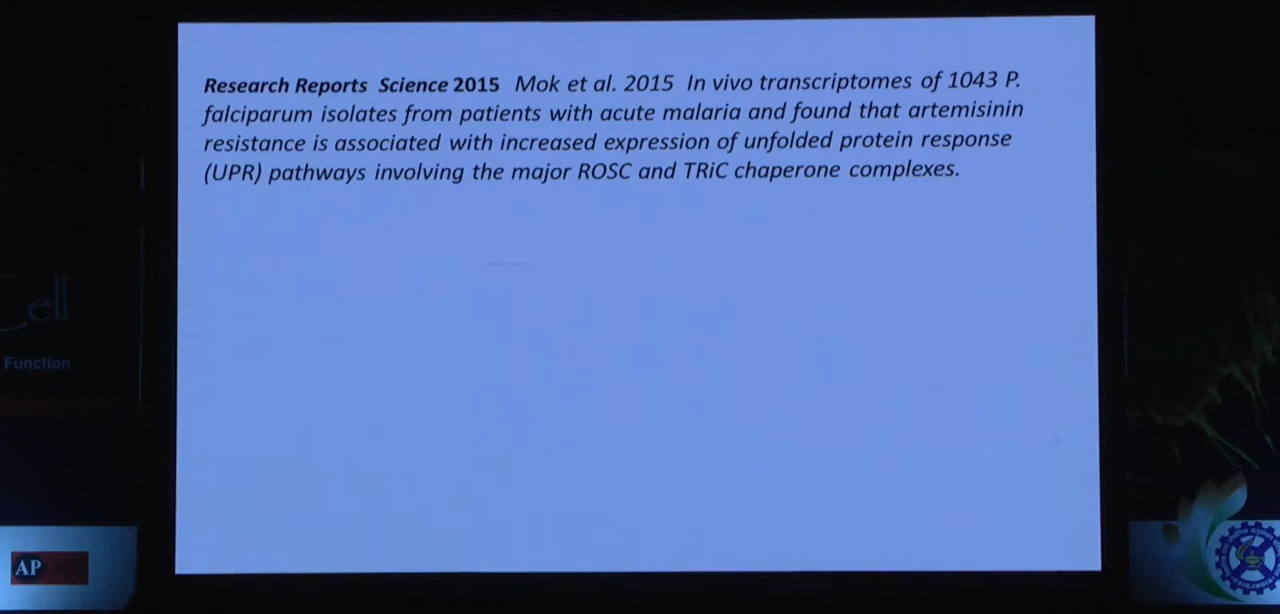 Research Reports Science 2015 Mok et al. 2015 In vivo transcriptomes of 1043 P.
falciparum isolates from patients with acute malaria and found that artemisinin
resistance is associated with increased expression of unfolded protein response
(UPR) pathways involving the major ROSC and TRiC chaperone complexes.
Cell
Function
AP